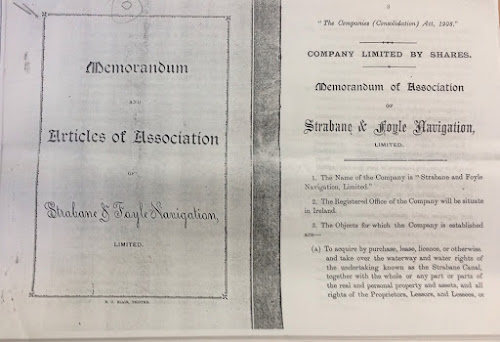 Memorandum
AND
Articles of Association
OF
Strabane & Foyle Navigation,
LIMITED.
"The Companies (Consolidation) Act, 1908."
COMPANY LIMITED BY SHARES.
Memorandum of Association
OF
Strabane & Foyle Navigation,
LIMITED.
1. The Name of the Company is "Strabane and Foyle
Navigation, Limited."
2. The Registered Office of the Company will be situate
in Ireland.
3. The Objects for which the Company is established
are—
(a) To acquire by purchase, lease, licence, or otherwise,
and take over the waterway and water rights of
the undertaking known as the Strabane Canal,
together with the whole or any part or parts of
the real and personal property and assets, and all
rights of the Proprietors, Lessors, and Lessees, or